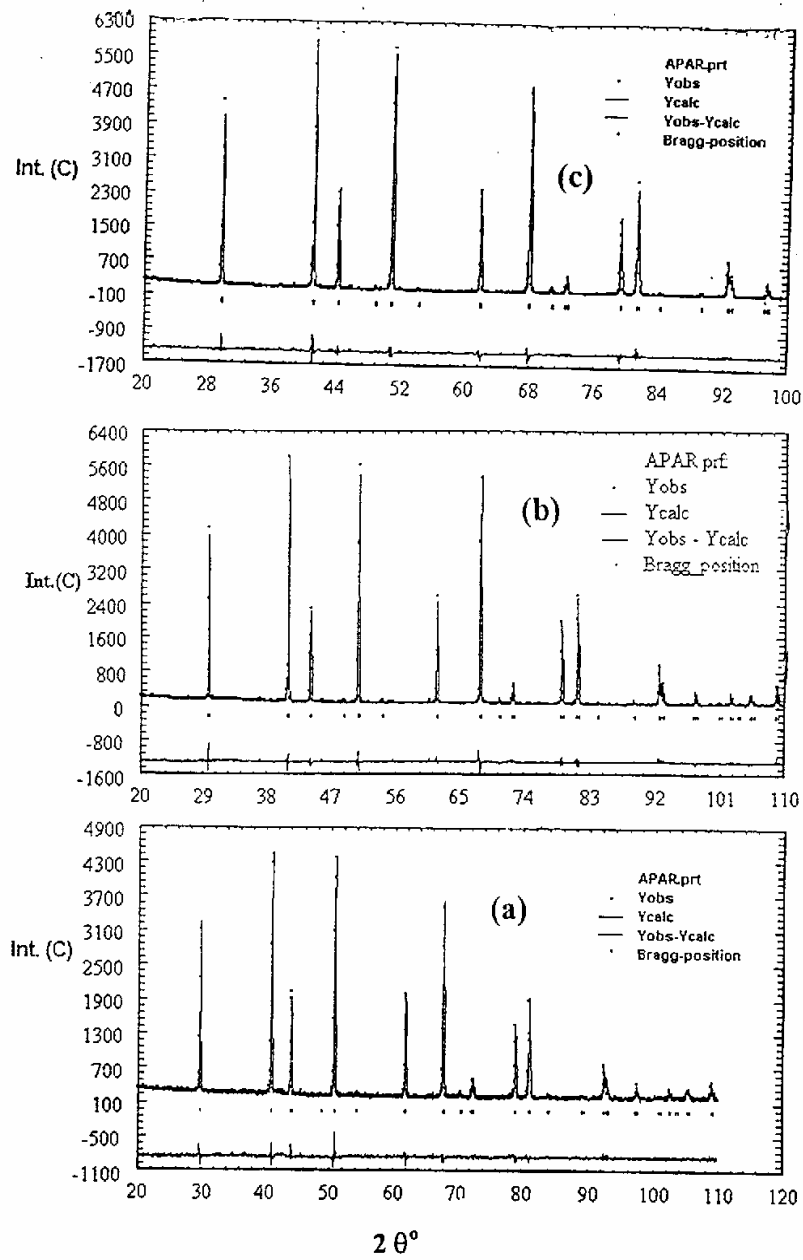 6300
5500
4700
3900
3100
2300
1500
700
-100
-900
-1700
Int. (C)
APAR.prt
Yobs
Ycalc
Yobs-Ycalc
Bragg-position
(c)
20 28 36 44 52 60 68 76 84 92 100
6400
5600
4800
4000
3200
2400
1600
800
0
-800
-1600
Int.(C)
APAR prf.
Yobs
Ycalc
Yobs - Ycalc
Bragg_position
(b)
20 29 38 47 56 65 74 83 92 101 110
4900
4300
3700
3100
2500
1900
1300
700
100
-500
-1100
Int. (C)
APAR.prt
Yobs
Ycalc
Yobs-Ycalc
Bragg-position
(a)
20 30 40 50 60 70 80 90 100 110 120
2 θ°